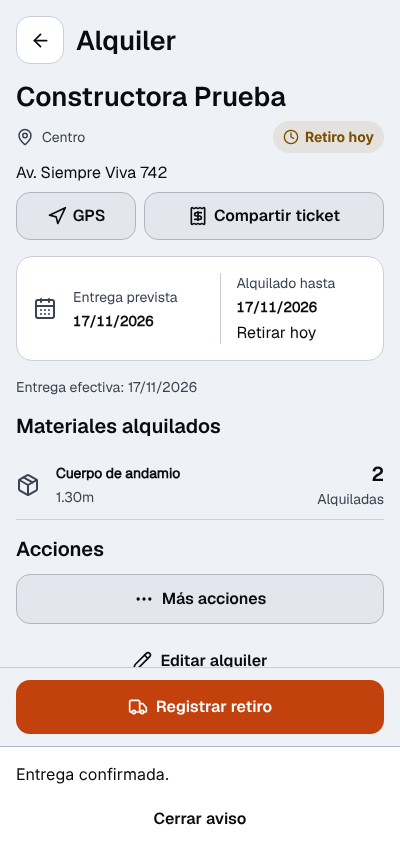 Alquiler
Constructora Prueba
Centro
Retiro hoy
Av. Siempre Viva 742
GPS
Compartir ticket
Entrega prevista
17/11/2026
Alquilado hasta
17/11/2026
Retirar hoy
Entrega efectiva: 17/11/2026
Materiales alquilados
Cuerpo de andamio
2
1.30m
Alquiladas
Acciones
Más acciones
Editar alquiler
Registrar retiro
Entrega confirmada.
Cerrar aviso